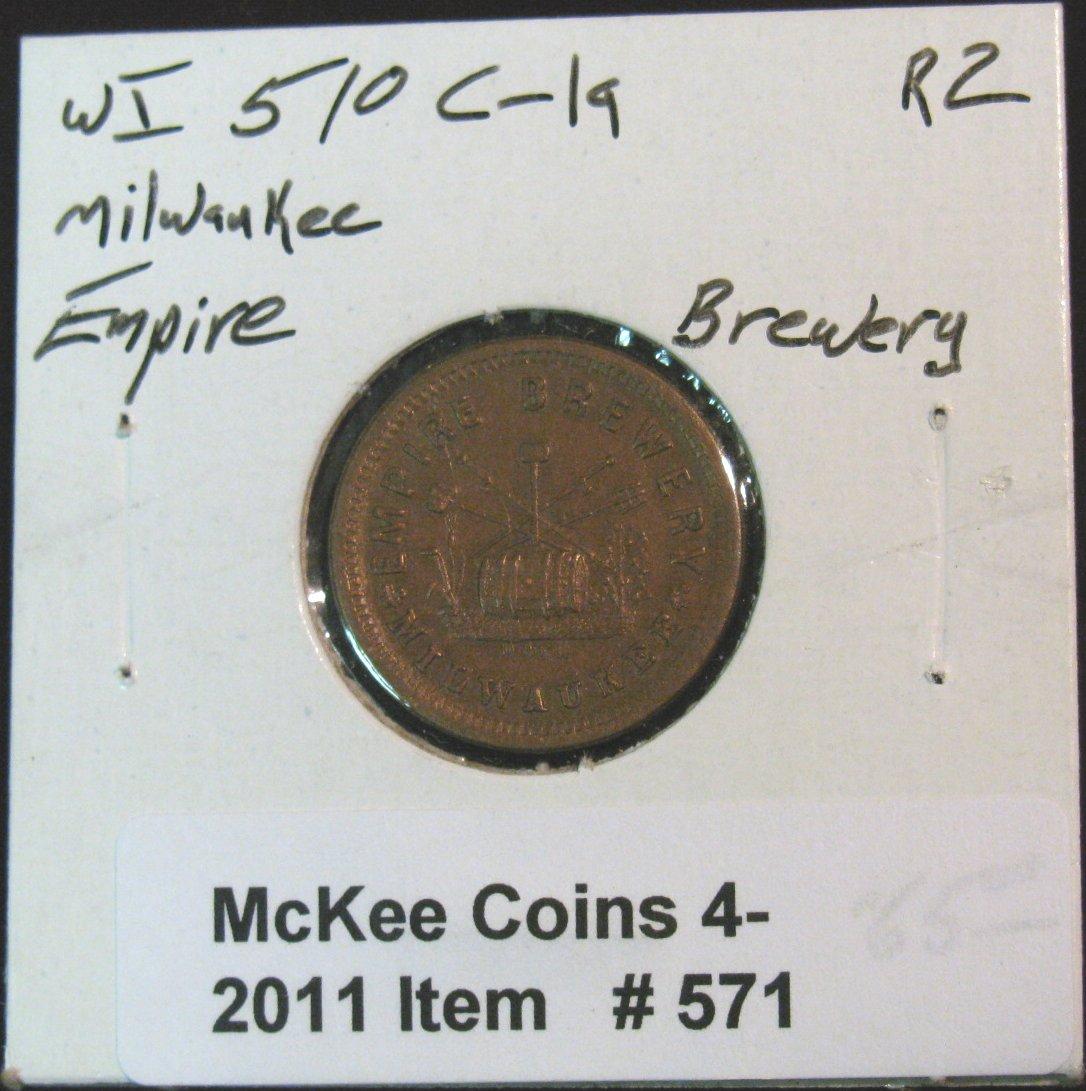 WI 510 C-1a R2
Milwaukee
Empire Brewery
EMPIRE BREWERY
MILWAUKEE
McKee Coins 4-
2011 Item # 571